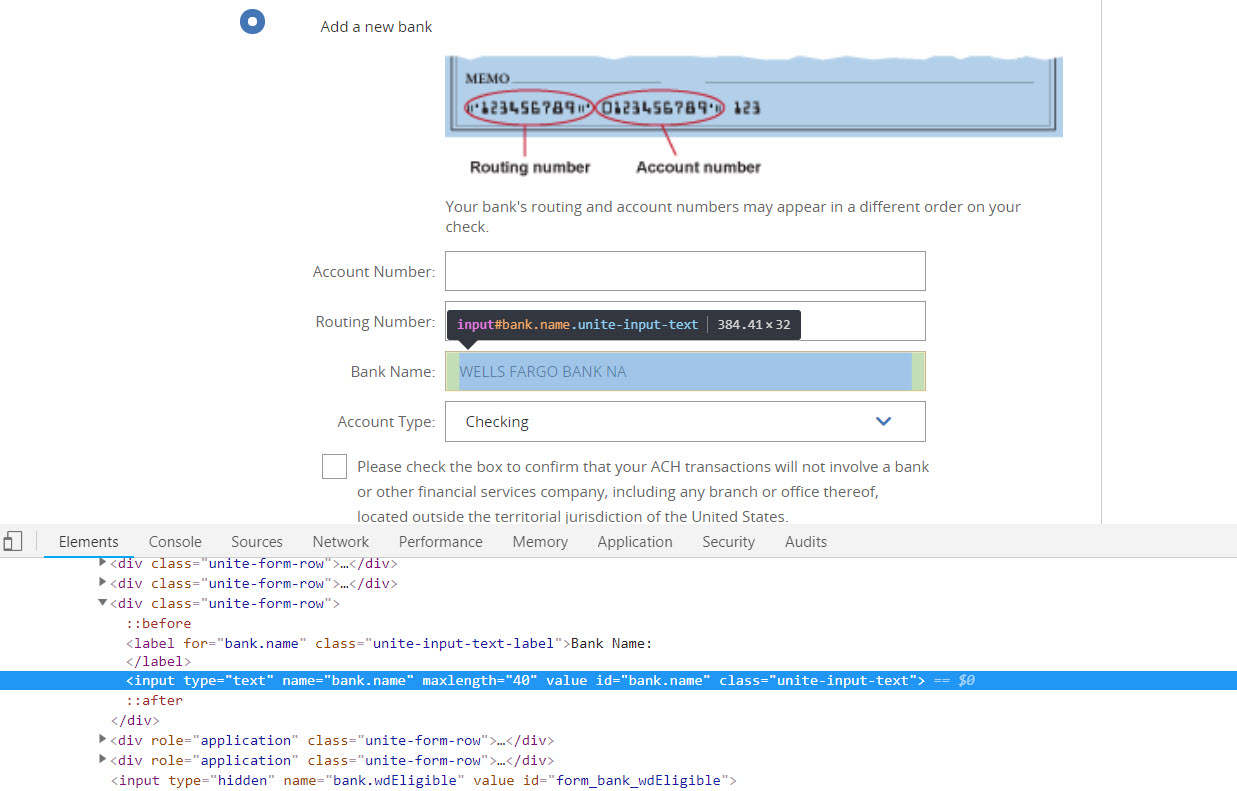 Add a new bank
MEMO
⑆123456789⑆ 0123456789⑈ 123
Routing number Account number
Your bank's routing and account numbers may appear in a different order on your
check.
Account Number:
Routing Number:
input#bank.name.unite-input-text | 384.41 × 32
Bank Name: WELLS FARGO BANK NA
Account Type: Checking
Please check the box to confirm that your ACH transactions will not involve a bank
or other financial services company, including any branch or office thereof,
located outside the territorial jurisdiction of the United States.
Elements Console Sources Network Performance Memory Application Security Audits
<div class="unite-form-row">…</div>
<div class="unite-form-row">…</div>
<div class="unite-form-row">
::before
<label for="bank.name" class="unite-input-text-label">Bank Name:
</label>
<input type="text" name="bank.name" maxlength="40" value id="bank.name" class="unite-input-text"> == $0
::after
</div>
<div role="application" class="unite-form-row">…</div>
<div role="application" class="unite-form-row">…</div>
<input type="hidden" name="bank.wdEligible" value id="form_bank_wdEligible">